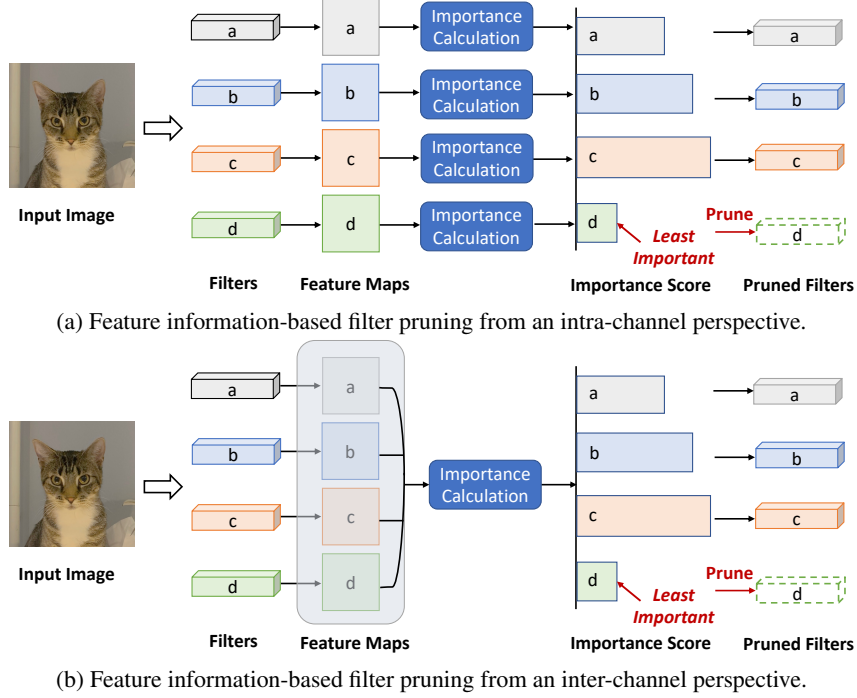 a
a
Importance
Calculation
a
a
b
b
Importance
Calculation
b
b
c
c
Importance
Calculation
c
c
d
d
Importance
Calculation
d
Least
Important
Prune
d
Input Image
Filters
Feature Maps
Importance Score
Pruned Filters
(a) Feature information-based filter pruning from an intra-channel perspective.
a
a
a
a
b
b
b
b
Importance
Calculation
c
c
c
c
d
d
d
Least
Important
Prune
d
Input Image
Filters
Feature Maps
Importance Score
Pruned Filters
(b) Feature information-based filter pruning from an inter-channel perspective.